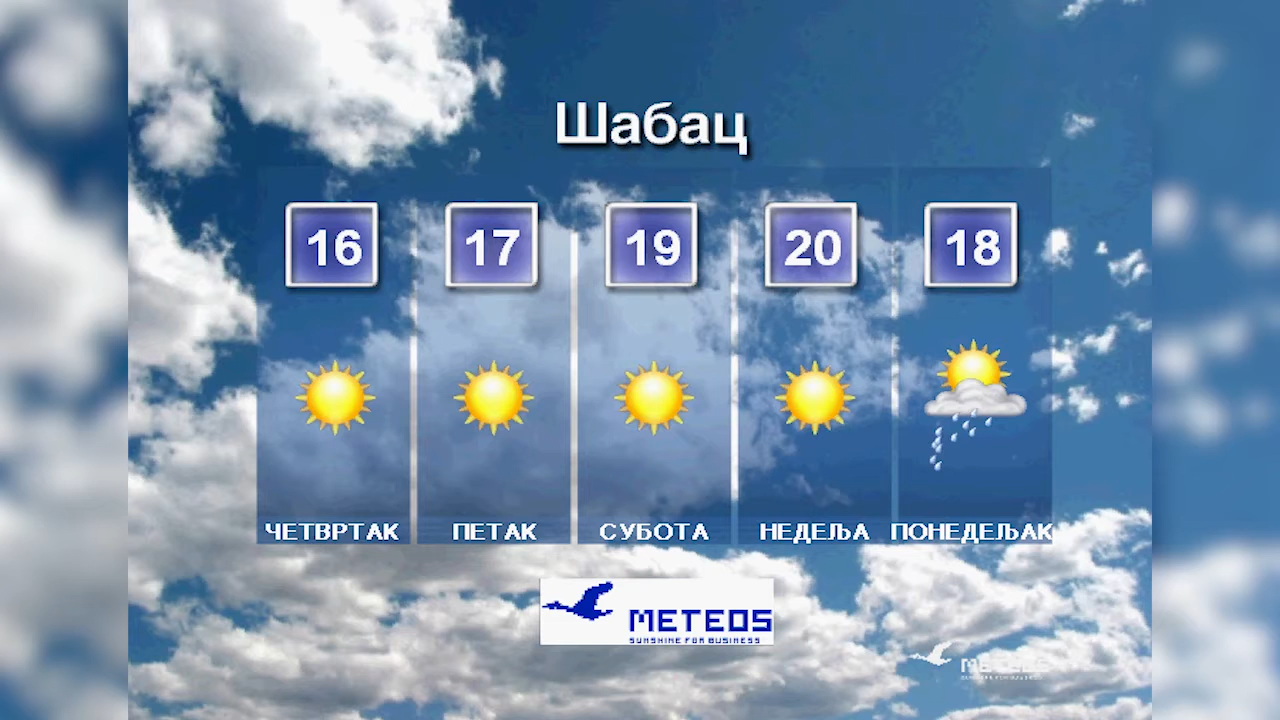 Шабац
16 17 19 20 18
ЧЕТВРТАК ПЕТАК СУБОТА НЕДЕЉА ПОНЕДЕЉАК
METEOS
SUNSHINE FOR BUSINESS